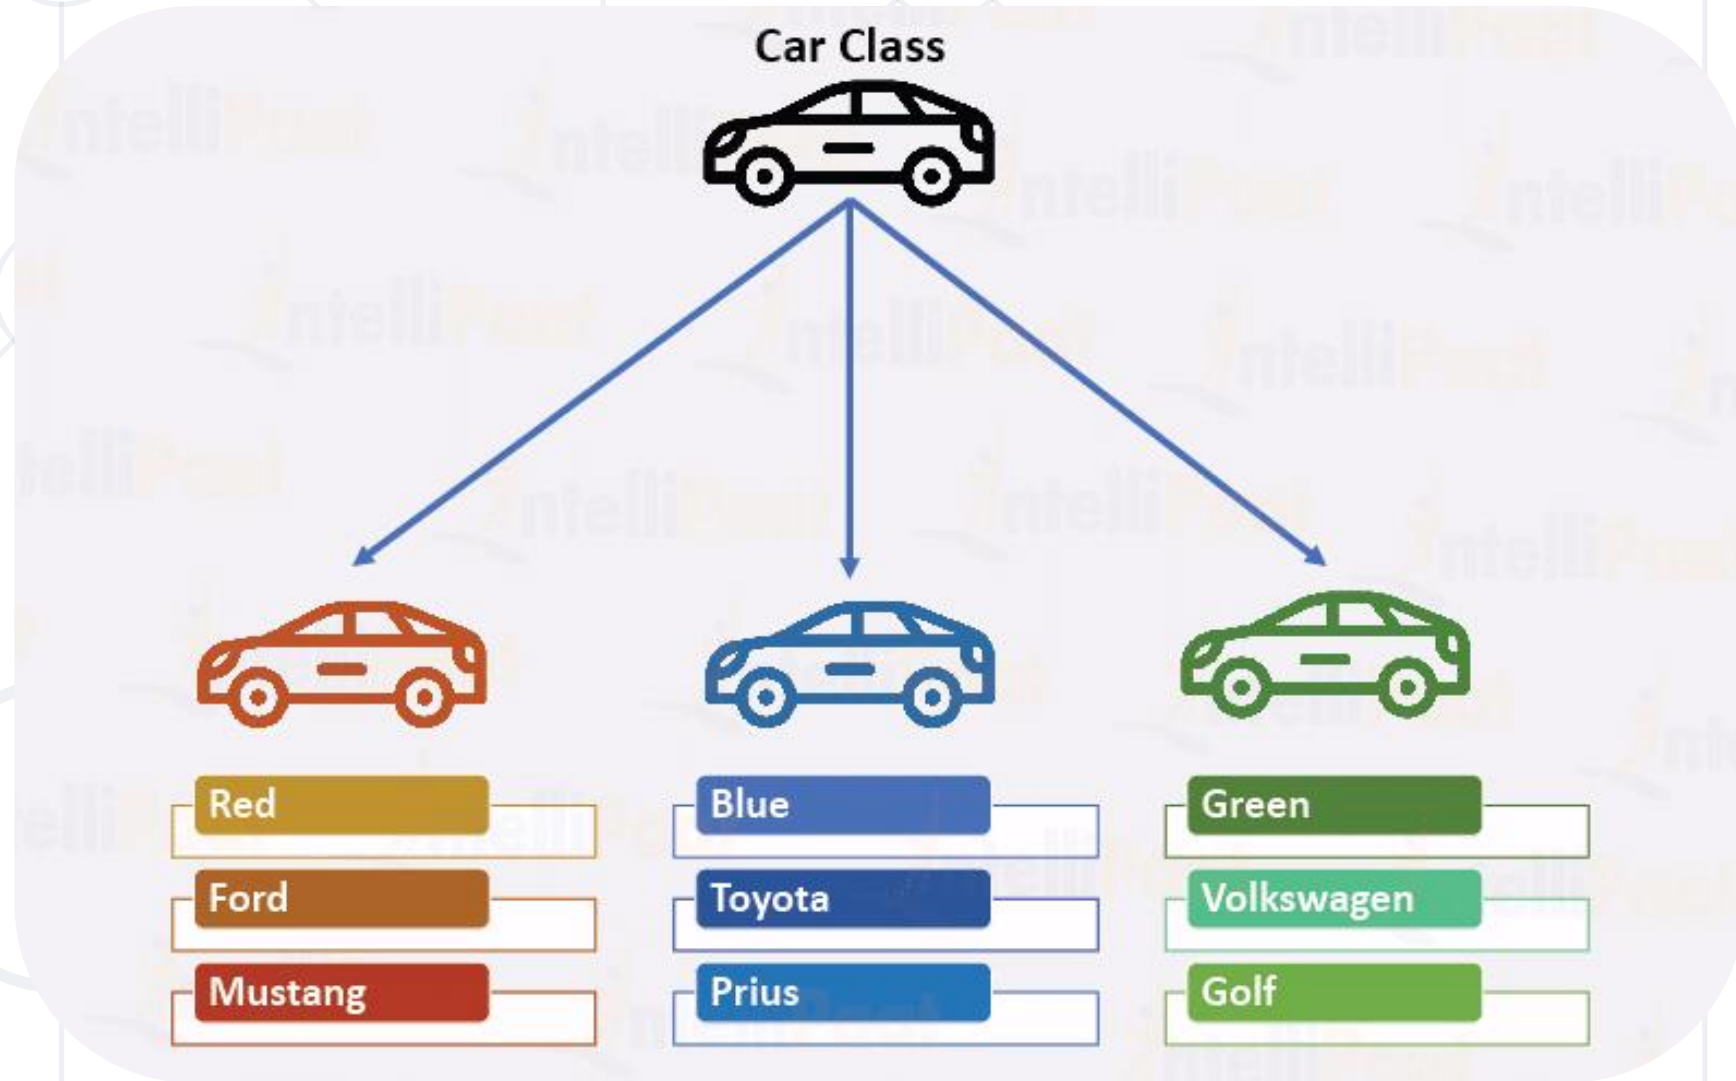 Car Class
Red
Ford
Mustang
Blue
Toyota
Prius
Green
Volkswagen
Golf